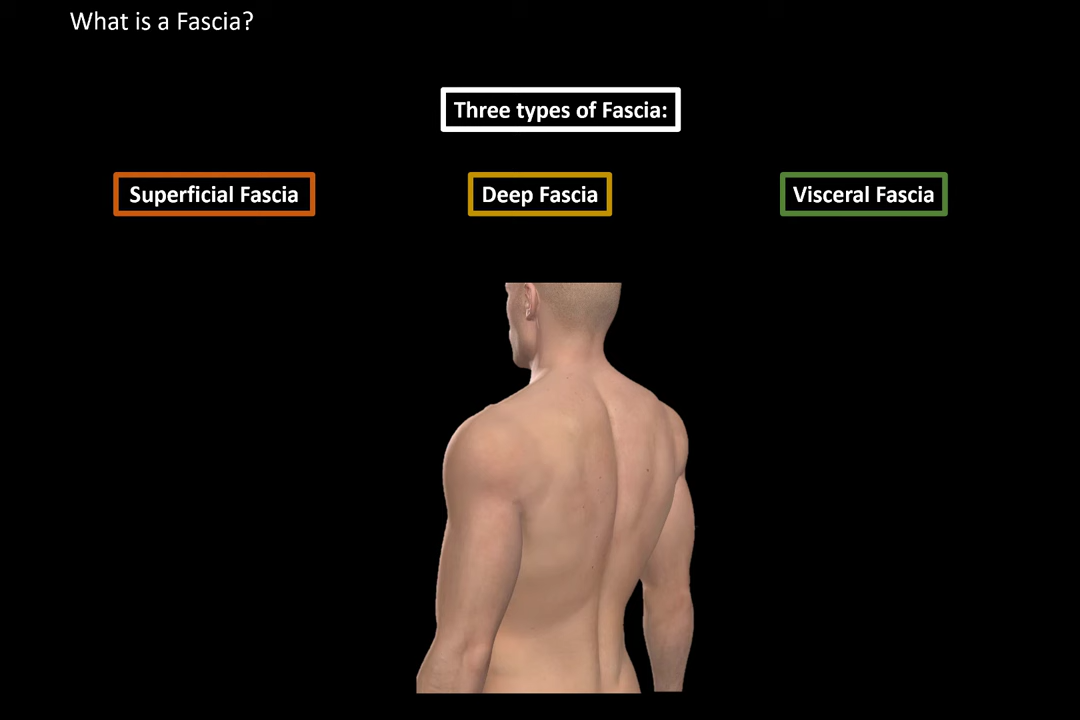 What is a Fascia?
Three types of Fascia:
Superficial Fascia
Deep Fascia
Visceral Fascia